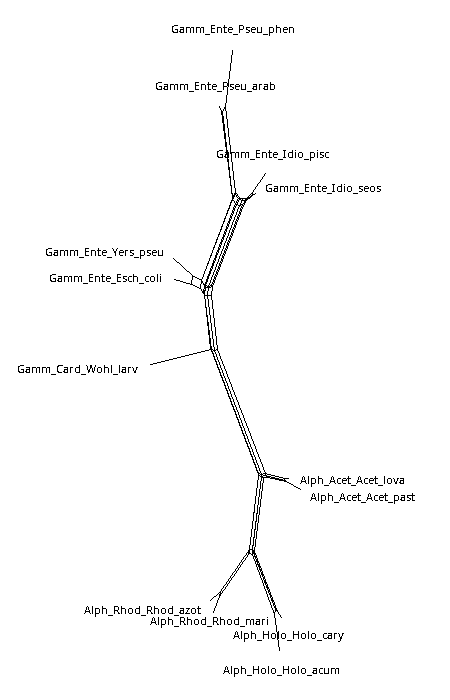 Gamm_Ente_Pseu_phen
Gamm_Ente_Pseu_arab
Gamm_Ente_Idio_pisc
Gamm_Ente_Idio_seos
Gamm_Ente_Yers_pseu
Gamm_Ente_Esch_coli
Gamm_Card_Wohl_larv
Alph_Acet_Acet_lova
Alph_Acet_Acet_past
Alph_Rhod_Rhod_azot
Alph_Rhod_Rhod_mari
Alph_Holo_Holo_cary
Alph_Holo_Holo_acum